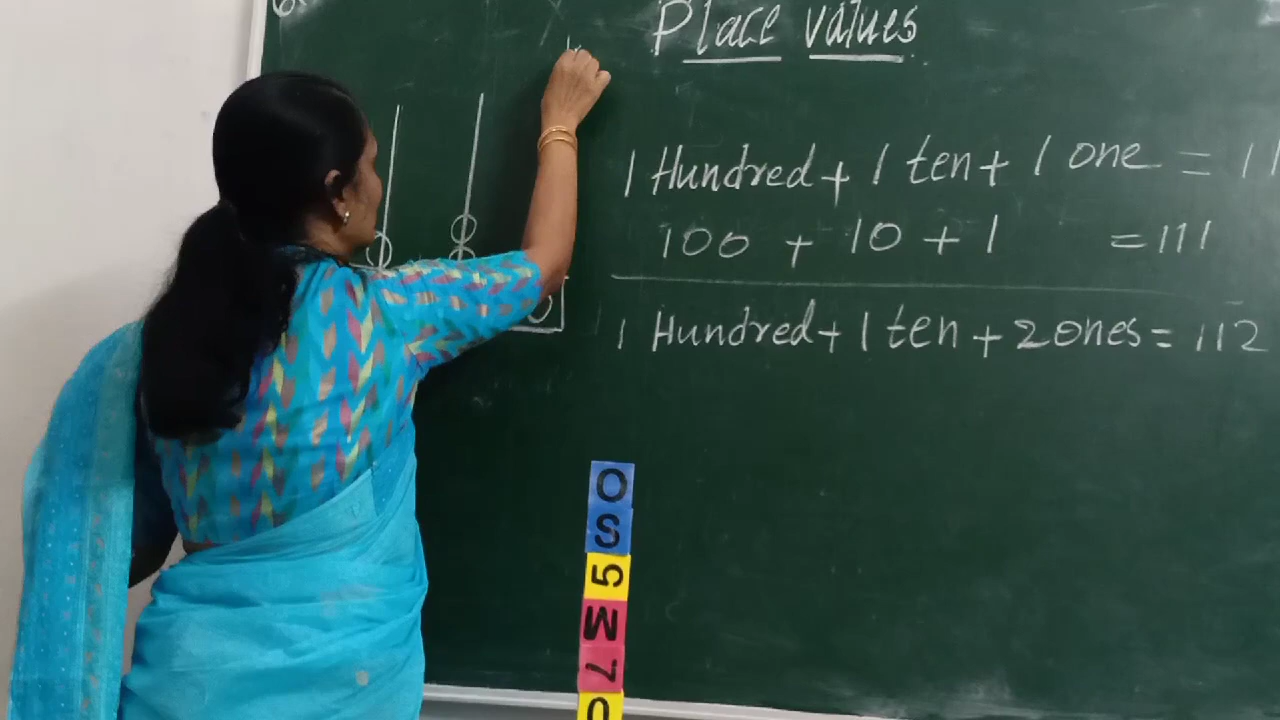 Place values
1 Hundred + 1 ten + 1 one = 11
100 + 10 + 1 = 111
1 Hundred + 1 ten + 2 ones = 112
O
S
5
W
7
0